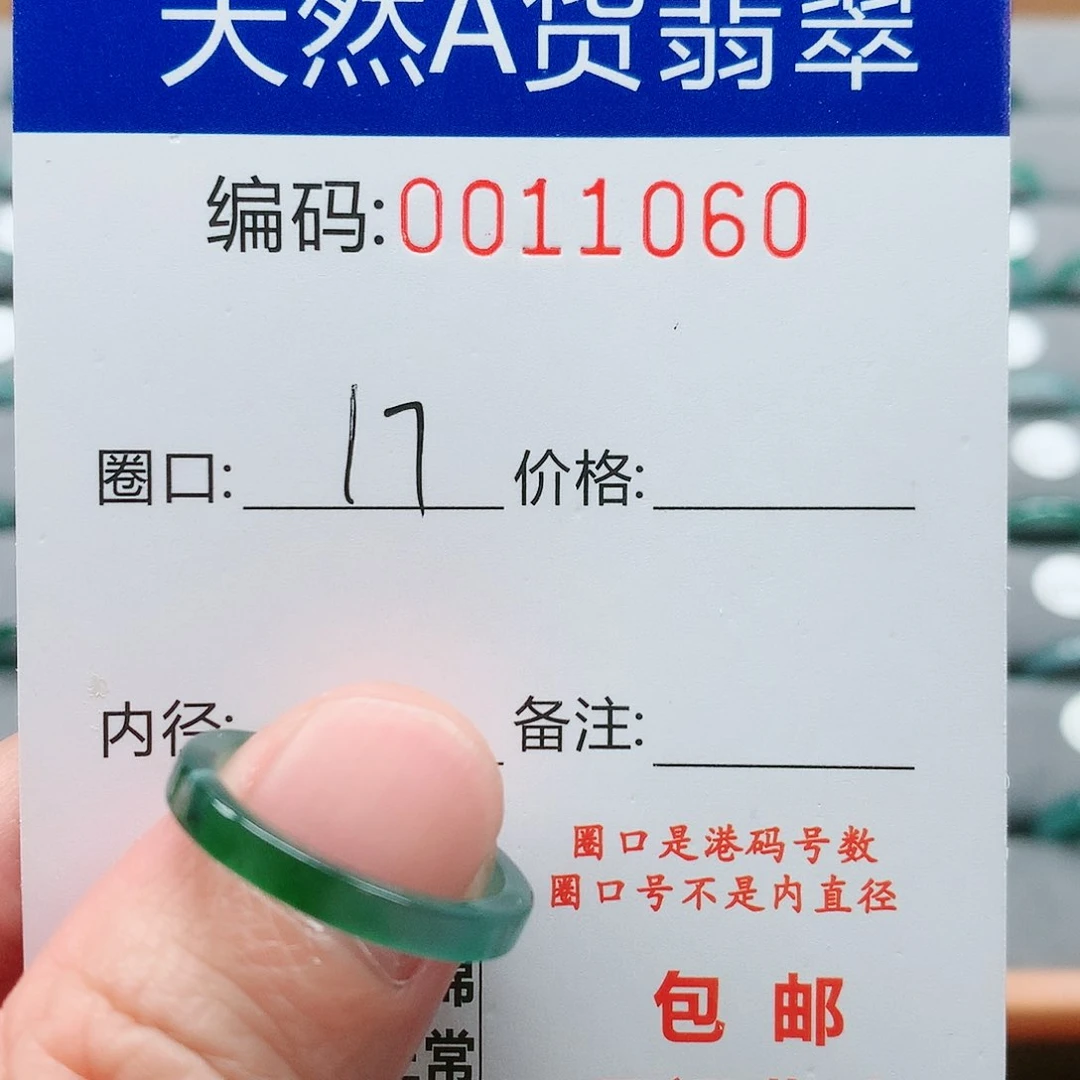 天然A货翡翠
编码:0011060
圈口: 17 价格:
内径: 备注:
圈口是港码号数
圈口号不是内直径
包邮
常